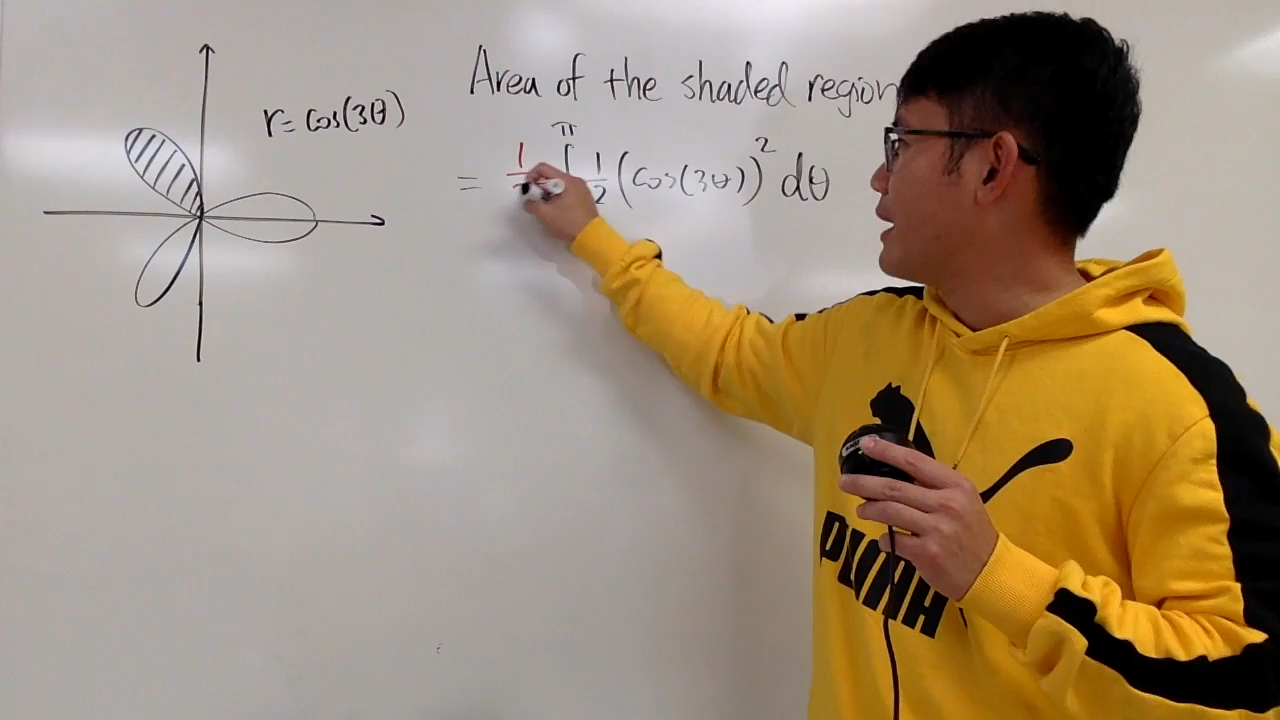 Area of the shaded region
r = cos(3θ)
= 1 ∫ π 1/2 (cos(3θ))² dθ
PUMA